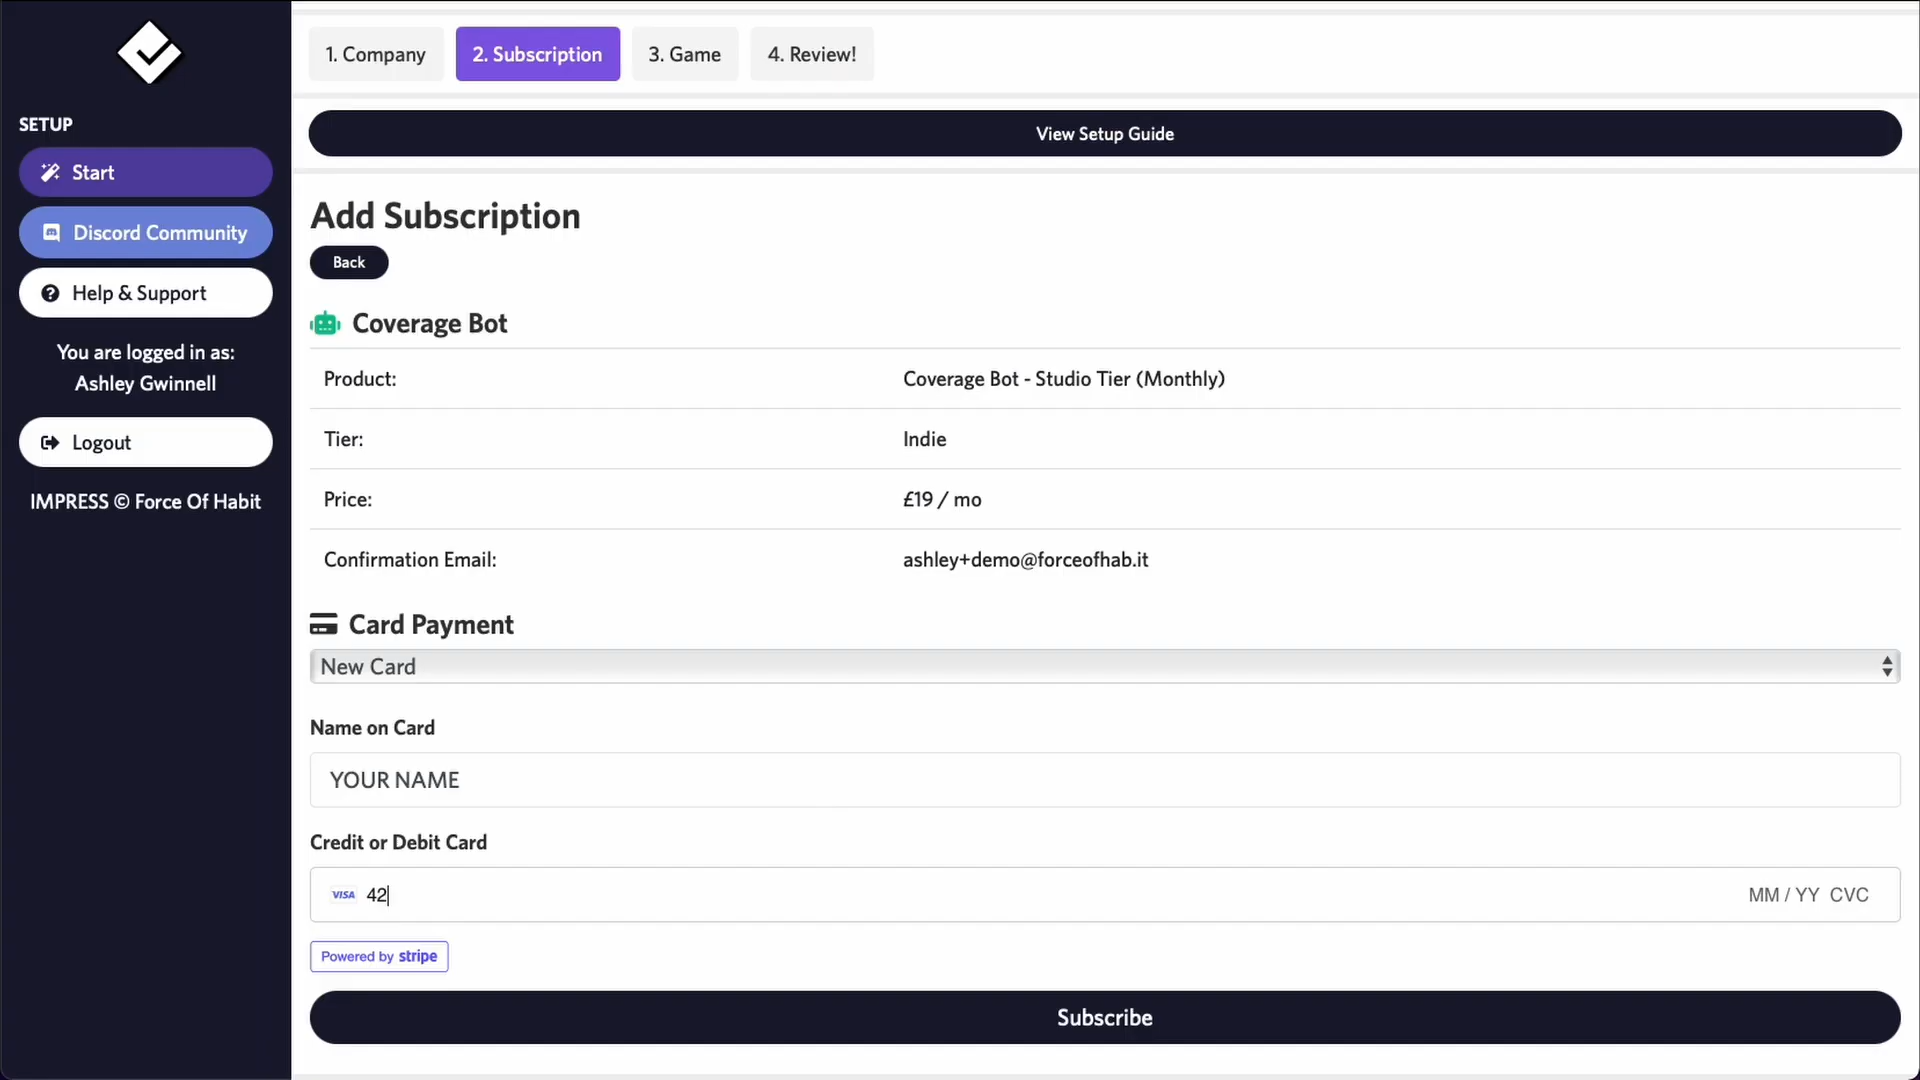 SETUP
Start
Discord Community
Help & Support
You are logged in as:
Ashley Gwinnell
Logout
IMPRESS © Force Of Habit
1. Company
2. Subscription
3. Game
4. Review!
View Setup Guide
Add Subscription
Back
Coverage Bot
Product: Coverage Bot - Studio Tier (Monthly)
Tier: Indie
Price: £19 / mo
Confirmation Email: ashley+demo@forceofhab.it
Card Payment
New Card
Name on Card
YOUR NAME
Credit or Debit Card
VISA 42 MM / YY CVC
Powered by stripe
Subscribe